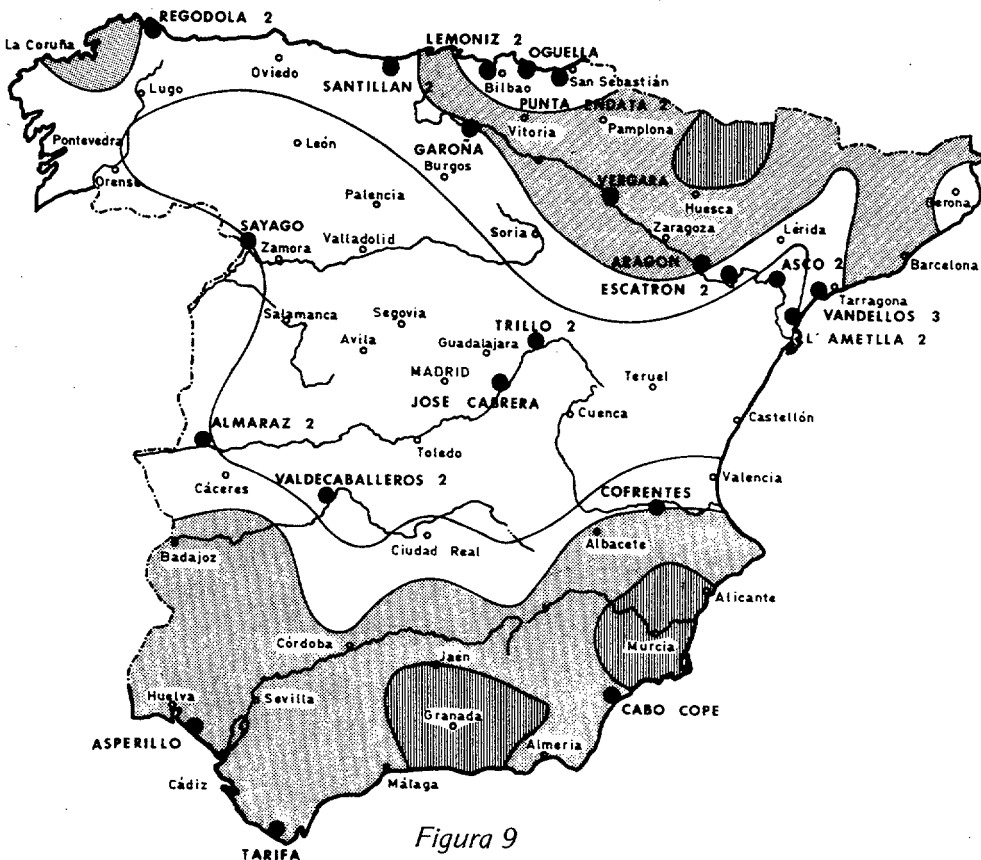 REGODOLA 2
La Coruña
LEMONIZ 2
OGUELLA
Oviedo
SANTILLAN 2
Bilbao
San Sebastián
Lugo
PUNTA ENDATA 2
Vitoria
Pamplona
Pontevedra
León
GAROÑA
Burgos
Orense
Palencia
VERGARA
Huesca
Gerona
SAYAGO
Zamora
Valladolid
Soria
Zaragoza
Lérida
ARAGON
ASCO 2
Barcelona
ESCATRON 2
Tarragona
VANDELLOS 3
Salamanca
Segovia
TRILLO 2
L' AMETLLA 2
Avila
Guadalajara
MADRID
Teruel
JOSE CABRERA
Cuenca
Castellón
ALMARAZ 2
Toledo
Cáceres
VALDECABALLEROS 2
Valencia
COFRENTES
Badajoz
Ciudad Real
Albacete
Alicante
Córdoba
Murcia
Jaén
Huelva
Sevilla
Granada
CABO COPE
ASPERILLO
Almeria
Cádiz
Málaga
TARIFA
Figura 9